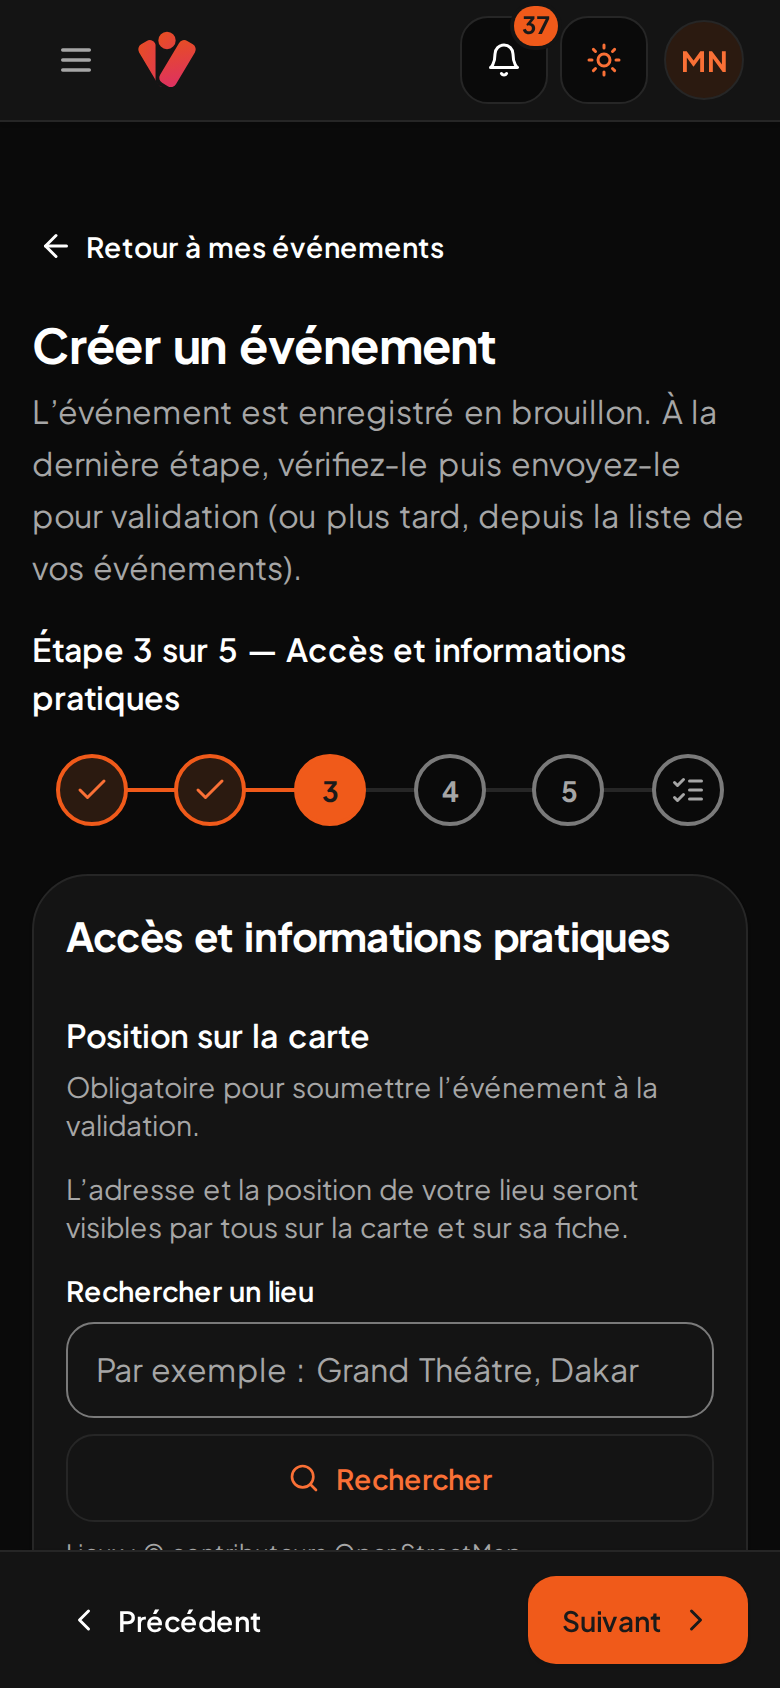 37
MN
Retour à mes événements
Créer un événement
L’événement est enregistré en brouillon. À la
dernière étape, vérifiez-le puis envoyez-le
pour validation (ou plus tard, depuis la liste de
vos événements).
Étape 3 sur 5 — Accès et informations
pratiques
3 4 5
Accès et informations pratiques
Position sur la carte
Obligatoire pour soumettre l’événement à la
validation.
L’adresse et la position de votre lieu seront
visibles par tous sur la carte et sur sa fiche.
Rechercher un lieu
Par exemple : Grand Théâtre, Dakar
Rechercher
© contributeurs OpenStreetMap
Précédent
Suivant